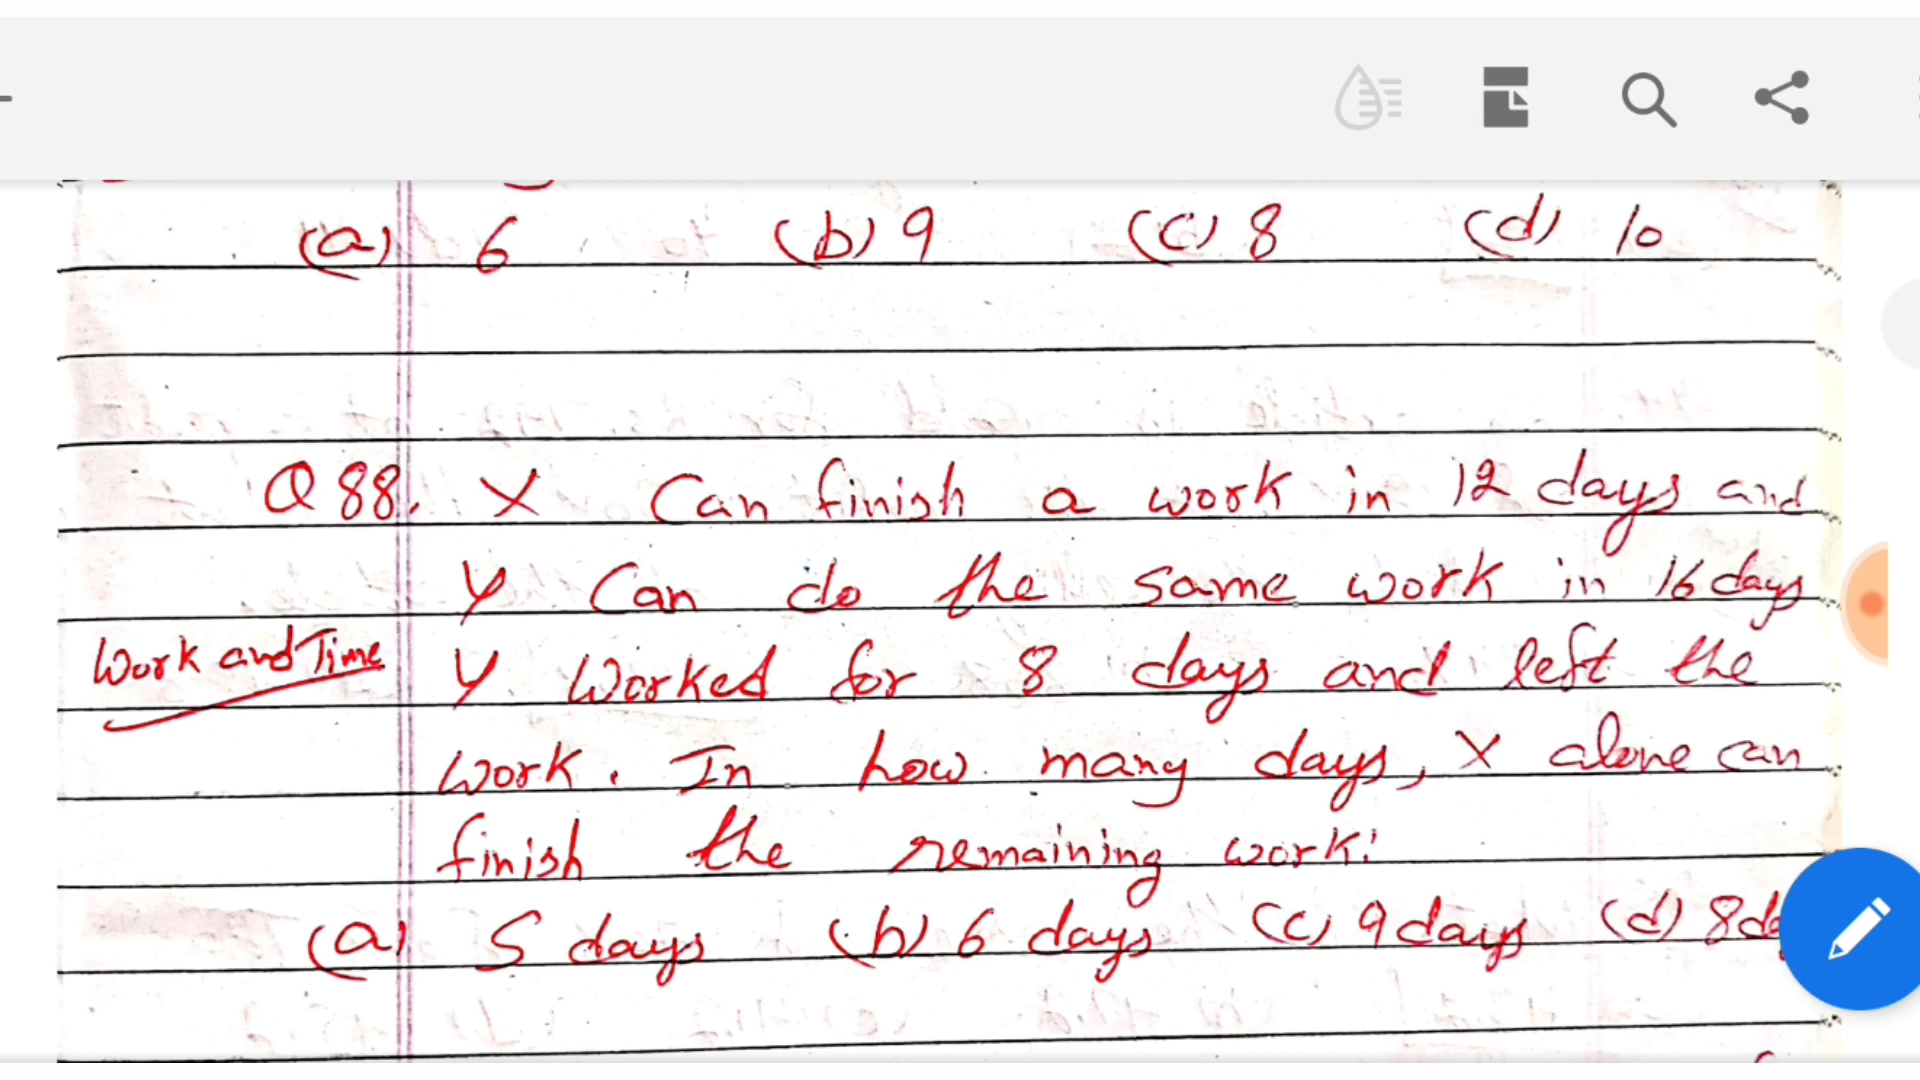 (a) 6 (b) 9 (c) 8 (d) 10
Q 88. X Can finish a work in 12 days and
Y Can do the same work in 16 days
Work and Time Y Worked for 8 days and left the
work. In how many days, X alone can
finish the remaining work:
(a) 5 days (b) 6 days (c) 9 days (d) 8 da